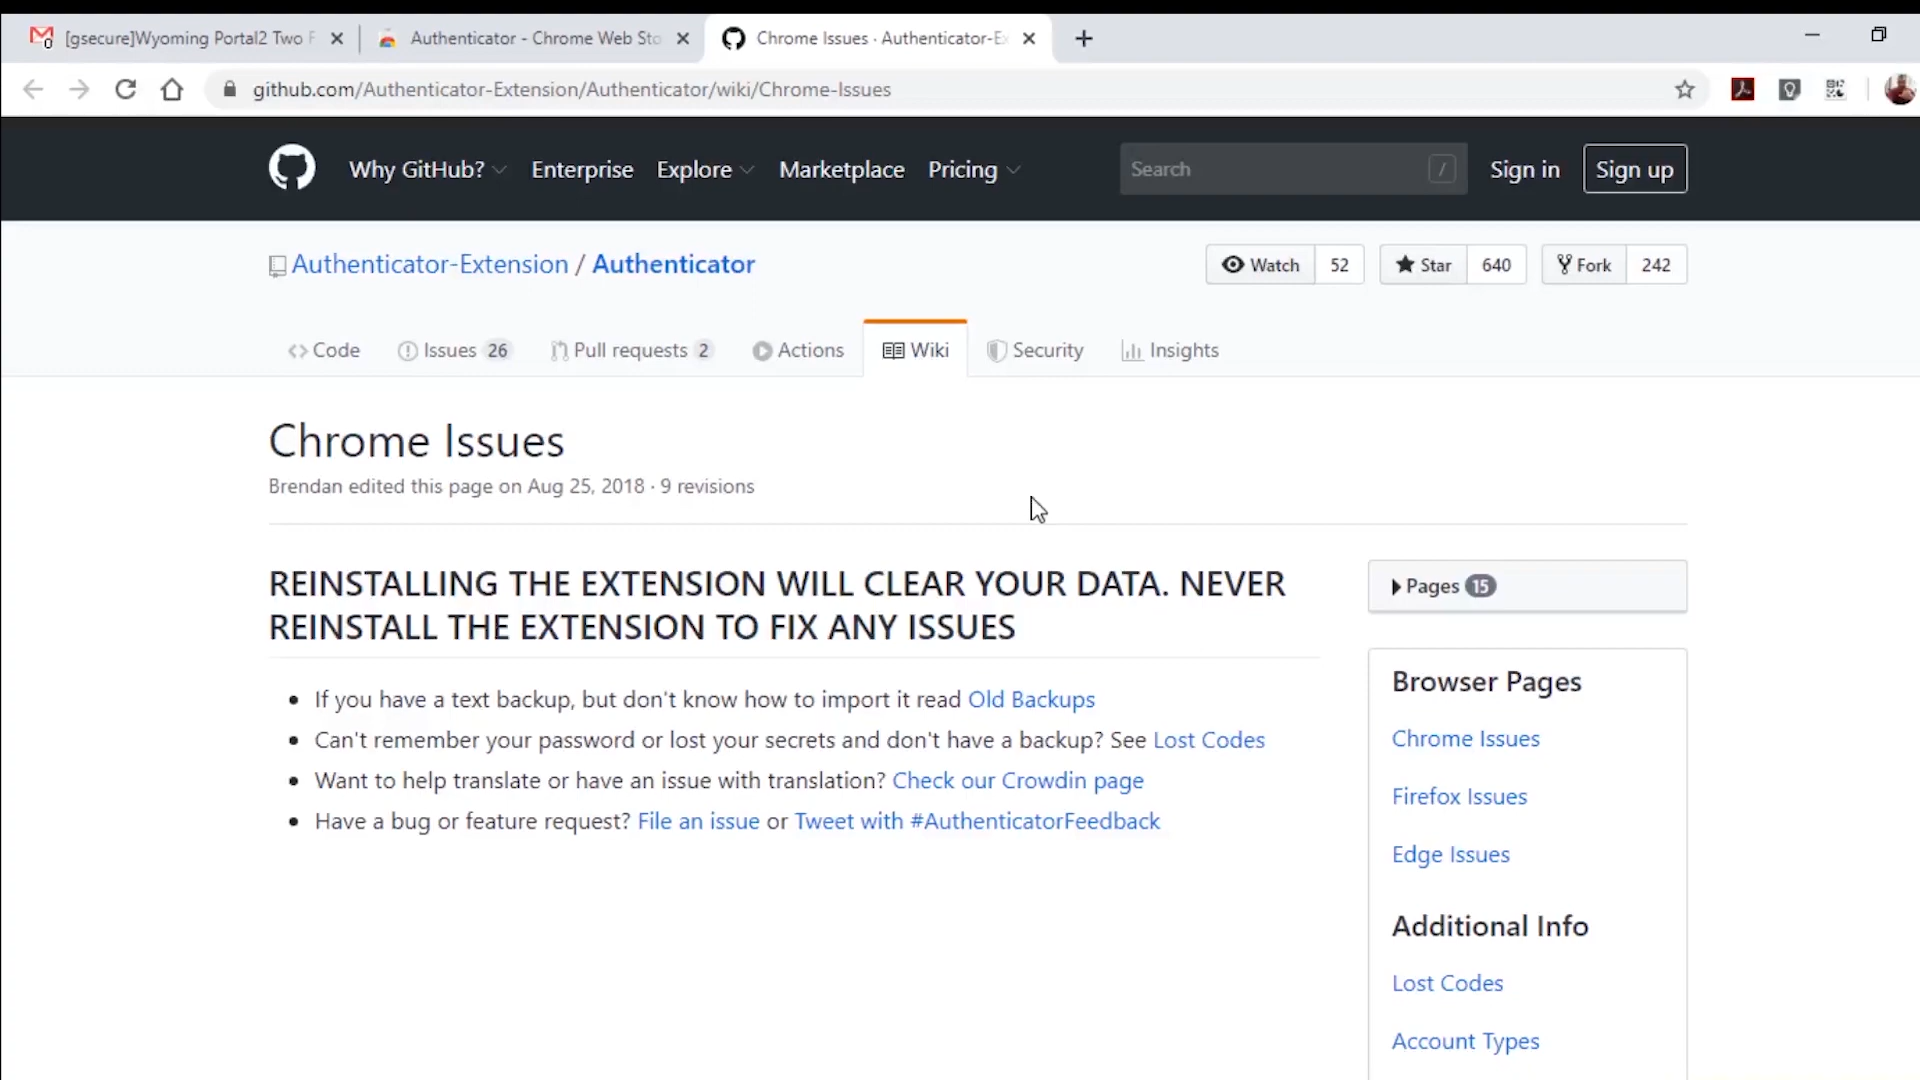 [gsecure]Wyoming Portal2 Two F
Authenticator - Chrome Web Sto
Chrome Issues · Authenticator-Ex
github.com/Authenticator-Extension/Authenticator/wiki/Chrome-Issues
Why GitHub? Enterprise Explore Marketplace Pricing Search / Sign in Sign up
Authenticator-Extension / Authenticator
Watch 52 Star 640 Fork 242
Code Issues 26 Pull requests 2 Actions Wiki Security Insights
Chrome Issues
Brendan edited this page on Aug 25, 2018 · 9 revisions
REINSTALLING THE EXTENSION WILL CLEAR YOUR DATA. NEVER
REINSTALL THE EXTENSION TO FIX ANY ISSUES
• If you have a text backup, but don't know how to import it read Old Backups
• Can't remember your password or lost your secrets and don't have a backup? See Lost Codes
• Want to help translate or have an issue with translation? Check our Crowdin page
• Have a bug or feature request? File an issue or Tweet with #AuthenticatorFeedback
Pages 15
Browser Pages
Chrome Issues
Firefox Issues
Edge Issues
Additional Info
Lost Codes
Account Types